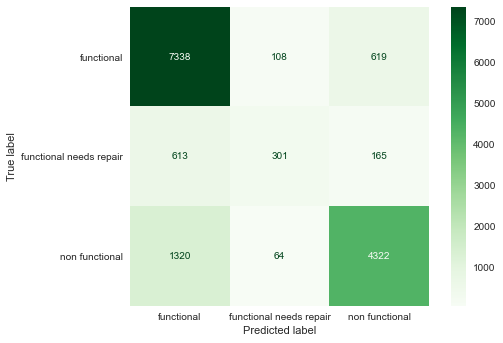 functional 7338 108 619
functional needs repair 613 301 165
non functional 1320 64 4322
functional functional needs repair non functional
Predicted label
True label
7000
6000
5000
4000
3000
2000
1000